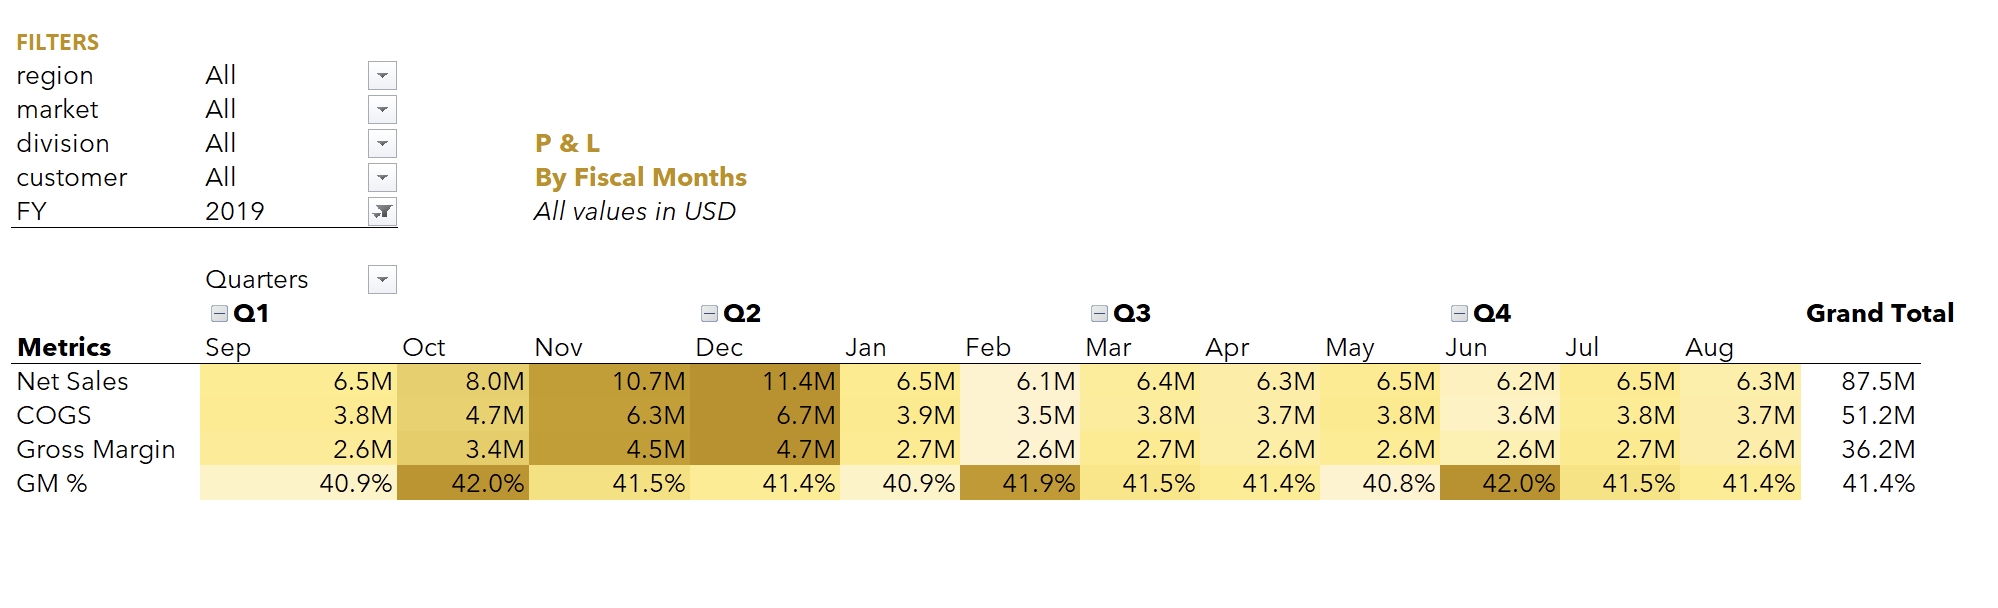 FILTERS
region All
market All
division All
customer All
FY 2019
P & L
By Fiscal Months
All values in USD
Quarters
Q1 Q2 Q3 Q4 Grand Total
Metrics Sep Oct Nov Dec Jan Feb Mar Apr May Jun Jul Aug
Net Sales 6.5M 8.0M 10.7M 11.4M 6.5M 6.1M 6.4M 6.3M 6.5M 6.2M 6.5M 6.3M 87.5M
COGS 3.8M 4.7M 6.3M 6.7M 3.9M 3.5M 3.8M 3.7M 3.8M 3.6M 3.8M 3.7M 51.2M
Gross Margin 2.6M 3.4M 4.5M 4.7M 2.7M 2.6M 2.7M 2.6M 2.6M 2.6M 2.7M 2.6M 36.2M
GM % 40.9% 42.0% 41.5% 41.4% 40.9% 41.9% 41.5% 41.4% 40.8% 42.0% 41.5% 41.4% 41.4%